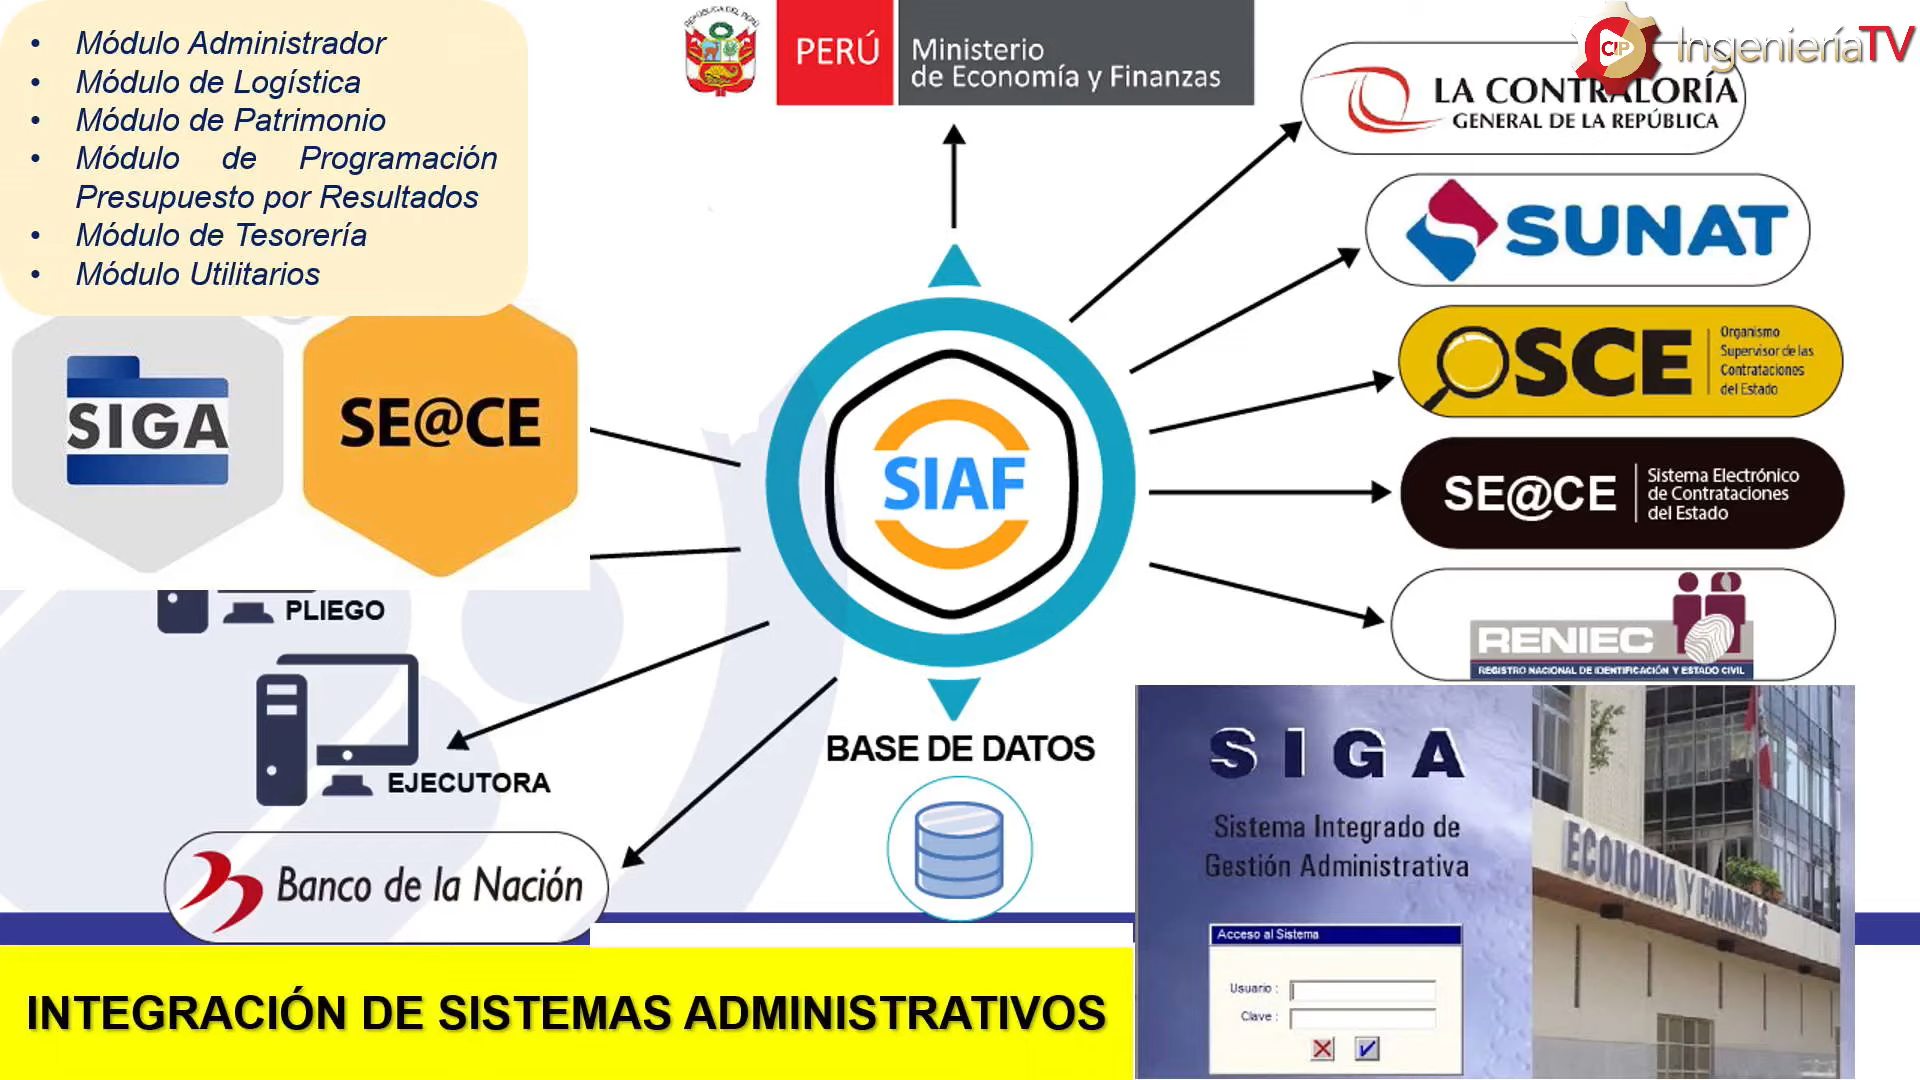 • Módulo Administrador
• Módulo de Logística
• Módulo de Patrimonio
• Módulo de Programación
Presupuesto por Resultados
• Módulo de Tesorería
• Módulo Utilitarios
REPÚBLICA DEL PERÚ
PERÚ
Ministerio
de Economía y Finanzas
CIP
IngenieríaTV
LA CONTRALORÍA
GENERAL DE LA REPÚBLICA
SUNAT
OSCE
Organismo
Supervisor de las
Contrataciones
del Estado
SIGA
SE@CE
SIAF
SE@CE
Sistema Electrónico
de Contrataciones
del Estado
PLIEGO
RENIEC
REGISTRO NACIONAL DE IDENTIFICACIÓN Y ESTADO CIVIL
EJECUTORA
BASE DE DATOS
Banco de la Nación
SIGA
Sistema Integrado de
Gestión Administrativa
Acceso al Sistema
Usuario :
Clave :
ECONOMIA Y FINANZAS
INTEGRACIÓN DE SISTEMAS ADMINISTRATIVOS